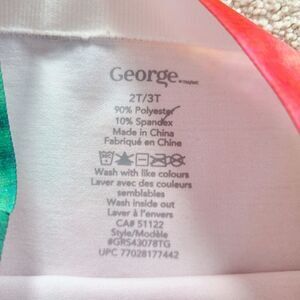 George
2T/3T
90% Polyester
10% Spandex
Made in China
Fabriqué en Chine
Wash with like colours
Laver avec des couleurs
semblables
Wash inside out
Laver à l'envers
CA# 51122
Style/Modèle
#GRS43078TG
UPC 77028177442